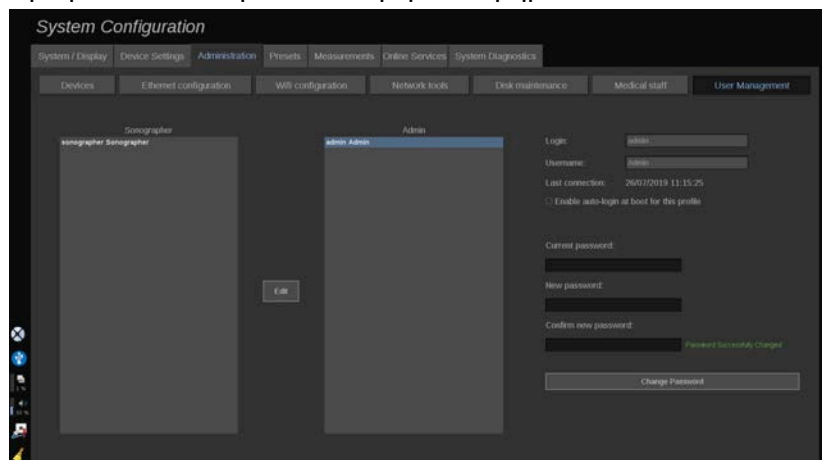 System Configuration
System / Display Device Settings Administration Presets Measurements Online Services System Diagnostics
Devices Ethernet configuration Wifi configuration Network tools Disk maintenance Medical staff User Management
Sonographer Admin
sonographer Sonographer admin Admin
Login: admin
Username: Admin
Last connection: 26/07/2019 11:15:25
Enable auto-login at boot for this profile
Current password:
Edit
New password:
Confirm new password:
Password Successfully Changed
Change Password